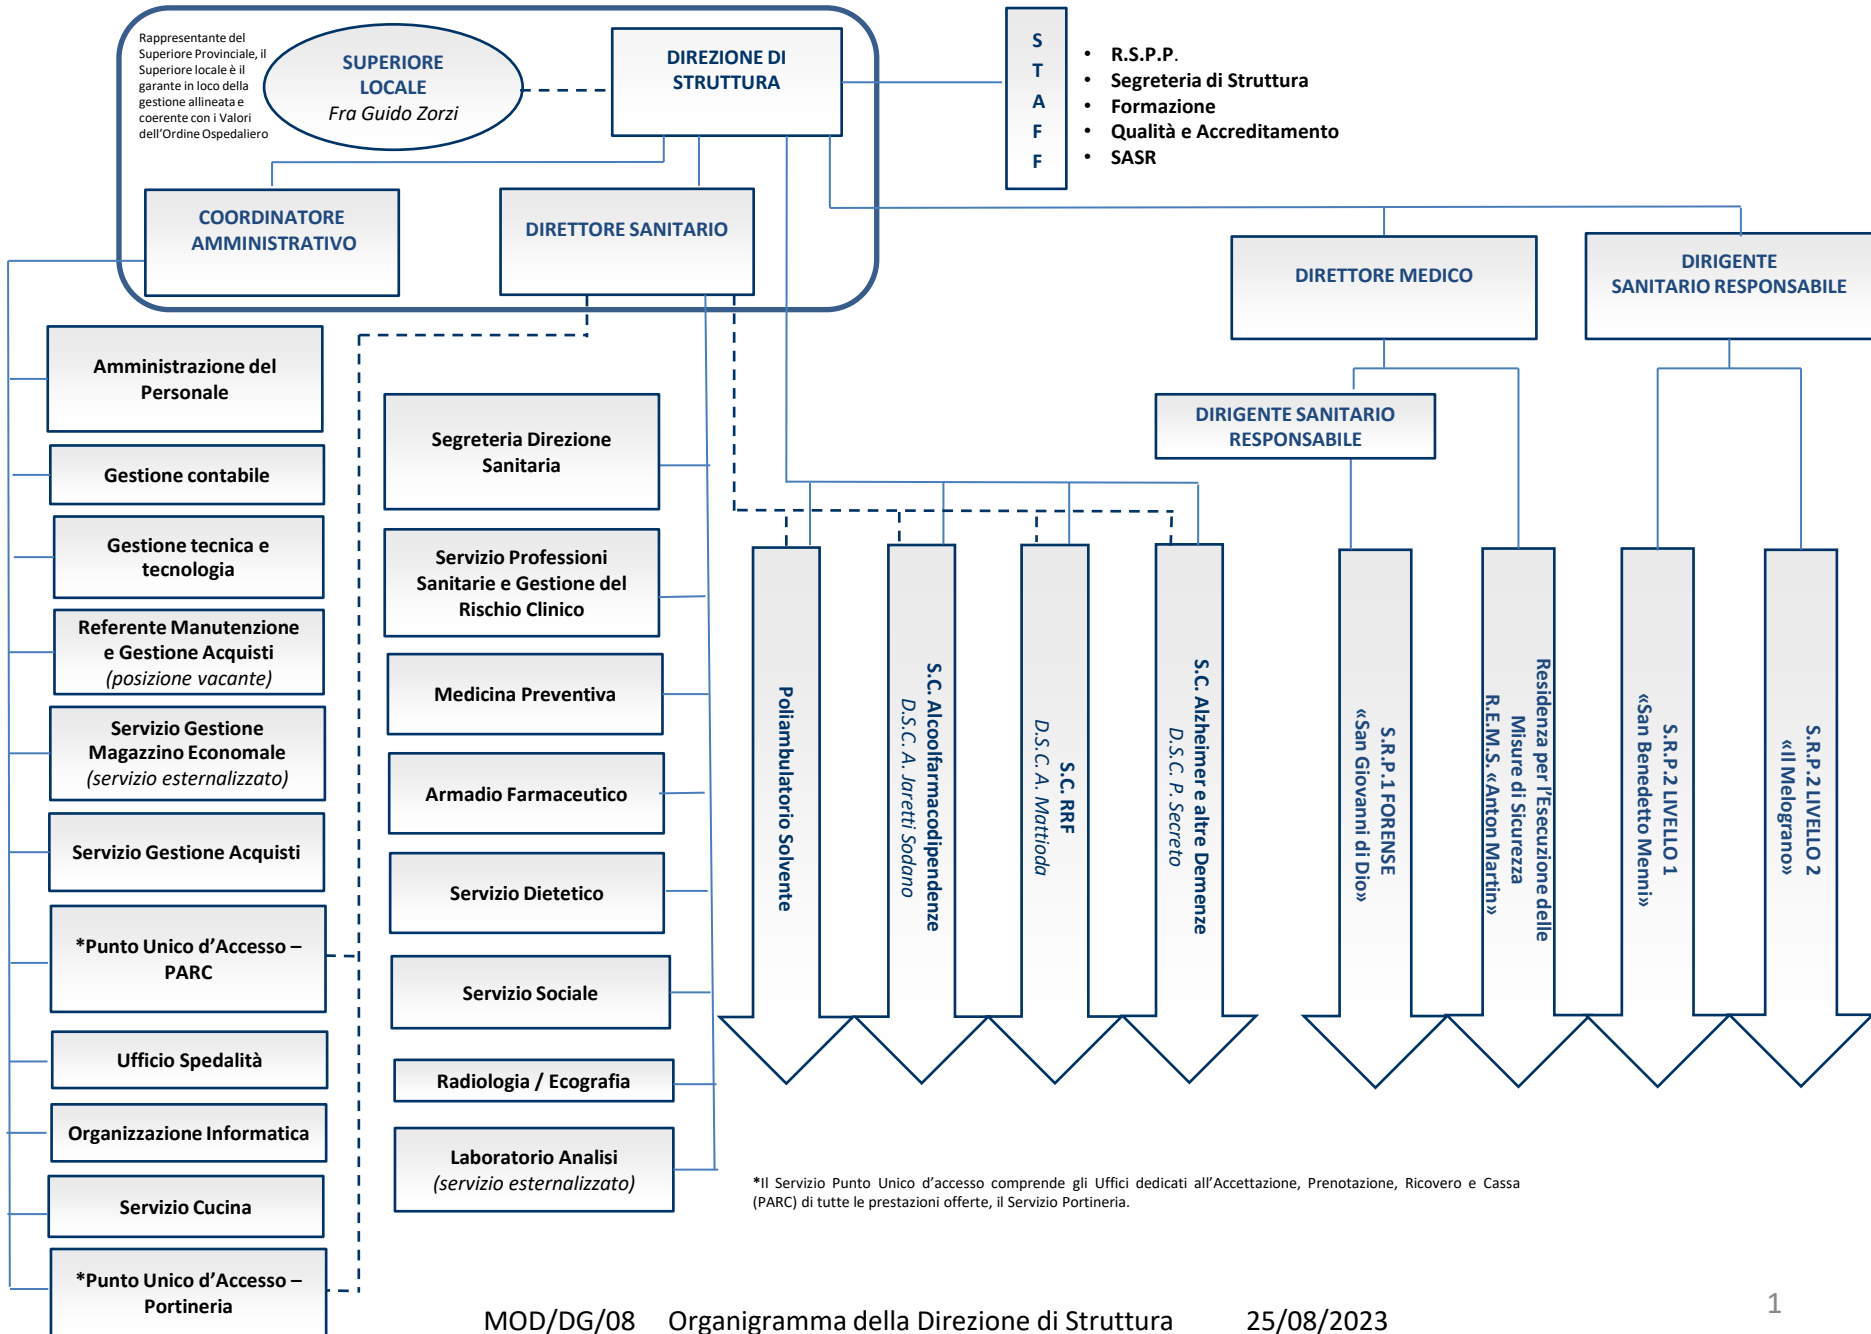 Rappresentante del
Superiore Provinciale, il
Superiore locale è il
garante in loco della
gestione allineata e
coerente con i Valori
dell'Ordine Ospedaliero
SUPERIORE
LOCALE
Fra Guido Zorzi
DIREZIONE DI
STRUTTURA
S
T
A
F
F
• R.S.P.P.
• Segreteria di Struttura
• Formazione
• Qualità e Accreditamento
• SASR
COORDINATORE
AMMINISTRATIVO
DIRETTORE SANITARIO
DIRETTORE MEDICO
DIRIGENTE
SANITARIO RESPONSABILE
DIRIGENTE SANITARIO
RESPONSABILE
Amministrazione del
Personale
Gestione contabile
Gestione tecnica e
tecnologia
Referente Manutenzione
e Gestione Acquisti
(posizione vacante)
Servizio Gestione
Magazzino Economale
(servizio esternalizzato)
Servizio Gestione Acquisti
*Punto Unico d'Accesso –
PARC
Ufficio Spedalità
Organizzazione Informatica
Servizio Cucina
*Punto Unico d'Accesso –
Portineria
Segreteria Direzione
Sanitaria
Servizio Professioni
Sanitarie e Gestione del
Rischio Clinico
Medicina Preventiva
Armadio Farmaceutico
Servizio Dietetico
Servizio Sociale
Radiologia / Ecografia
Laboratorio Analisi
(servizio esternalizzato)
Poliambulatorio Solvente
S.C. Alcoolfarmacodipendenze
D.S.C. A. Jaretti Sodano
S.C. RRF
D.S.C. A. Mattioda
S.C. Alzheimer e altre Demenze
D.S.C. P. Secreto
S.R.P.1 FORENSE
«San Giovanni di Dio»
Residenza per l'Esecuzione delle
Misure di Sicurezza
R.E.M.S. «Anton Martin»
S.R.P.2 LIVELLO 1
«San Benedetto Menni»
S.R.P.2 LIVELLO 2
«Il Melograno»
*Il Servizio Punto Unico d'accesso comprende gli Uffici dedicati all'Accettazione, Prenotazione, Ricovero e Cassa
(PARC) di tutte le prestazioni offerte, il Servizio Portineria.
MOD/DG/08 Organigramma della Direzione di Struttura 25/08/2023
1